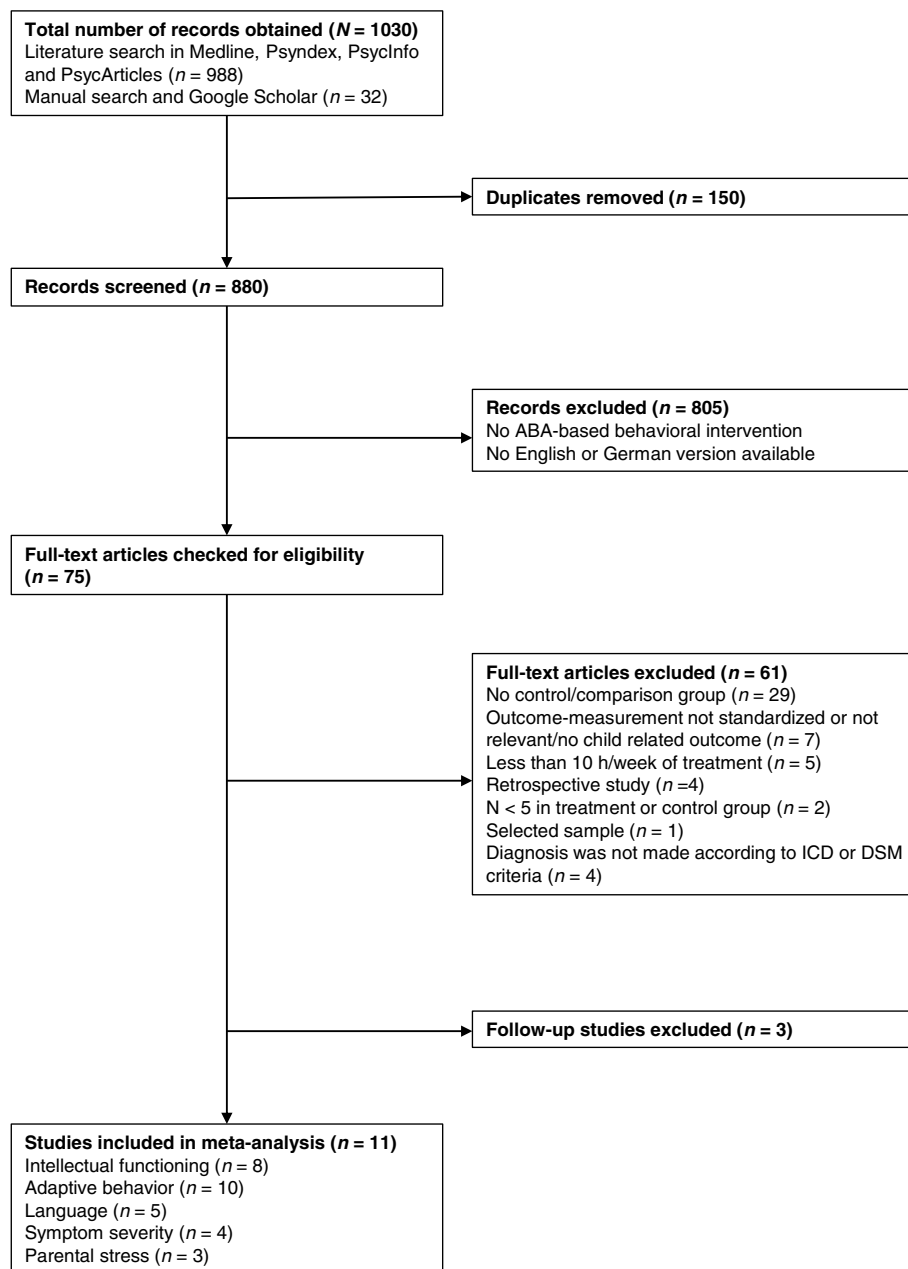 Total number of records obtained (N = 1030)
Literature search in Medline, Psyndex, PsycInfo
and PsycArticles (n = 988)
Manual search and Google Scholar (n = 32)
Duplicates removed (n = 150)
Records screened (n = 880)
Records excluded (n = 805)
No ABA-based behavioral intervention
No English or German version available
Full-text articles checked for eligibility
(n = 75)
Full-text articles excluded (n = 61)
No control/comparison group (n = 29)
Outcome-measurement not standardized or not
relevant/no child related outcome (n = 7)
Less than 10 h/week of treatment (n = 5)
Retrospective study (n =4)
N < 5 in treatment or control group (n = 2)
Selected sample (n = 1)
Diagnosis was not made according to ICD or DSM
criteria (n = 4)
Follow-up studies excluded (n = 3)
Studies included in meta-analysis (n = 11)
Intellectual functioning (n = 8)
Adaptive behavior (n = 10)
Language (n = 5)
Symptom severity (n = 4)
Parental stress (n = 3)